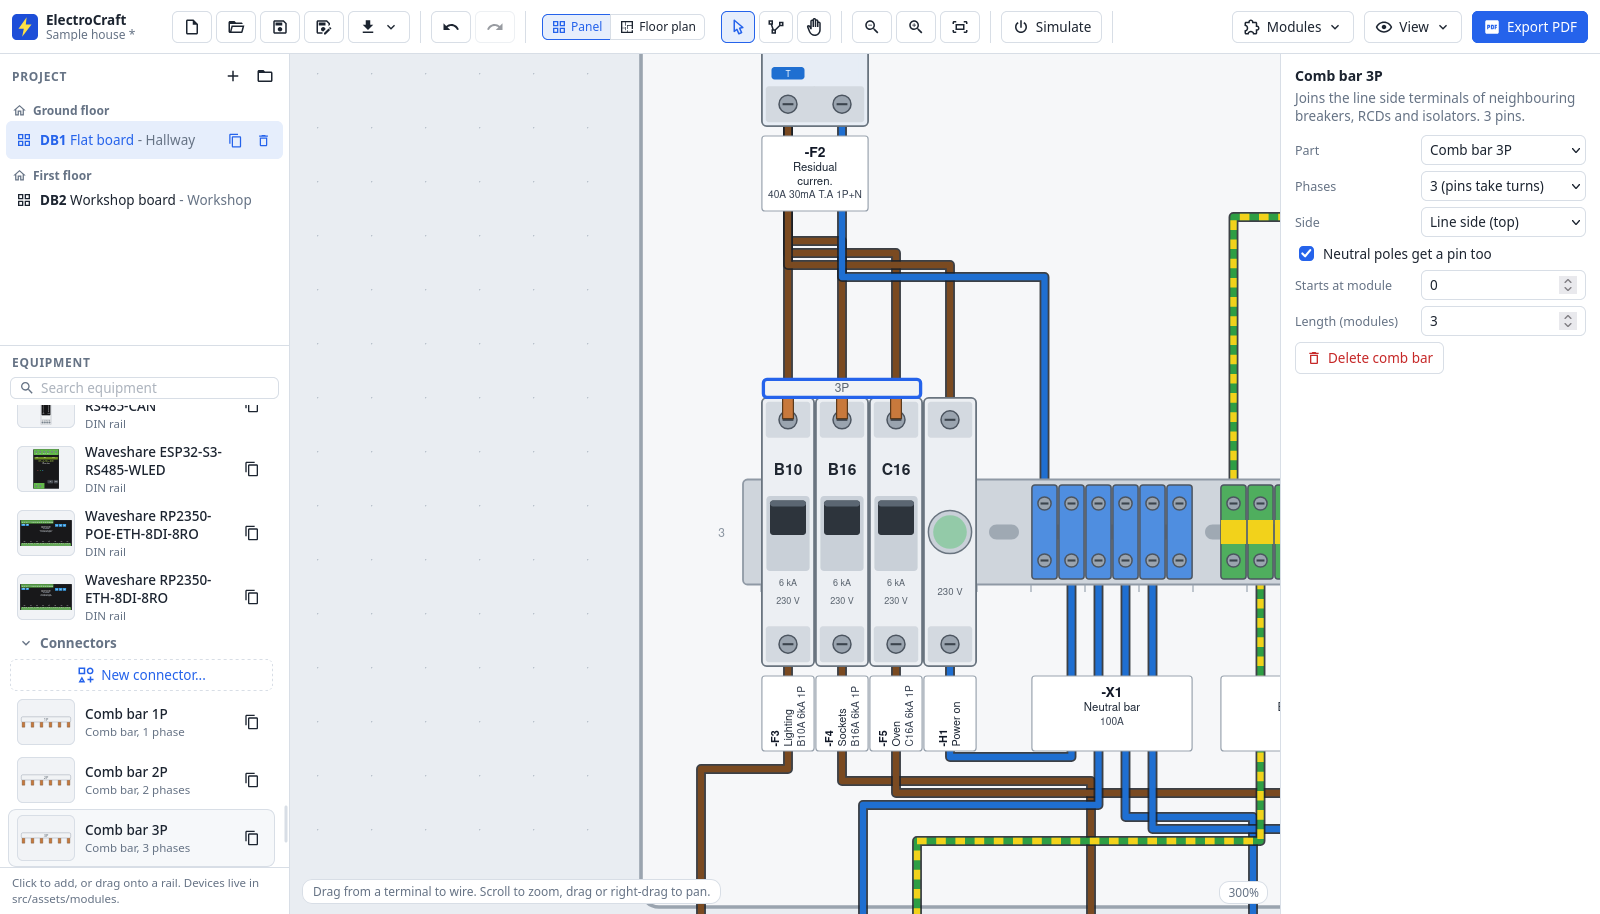 ElectroCraft
Sample house *
Panel
Floor plan
Simulate
Modules
View
PDF
Export PDF
PROJECT
Ground floor
DB1 Flat board - Hallway
First floor
DB2 Workshop board - Workshop
EQUIPMENT
Search equipment
RS485-CAN
DIN rail
Waveshare ESP32-S3-
RS485-WLED
DIN rail
Waveshare RP2350-
POE-ETH-8DI-8RO
DIN rail
Waveshare RP2350-
ETH-8DI-8RO
DIN rail
Connectors
New connector...
Comb bar 1P
Comb bar, 1 phase
Comb bar 2P
Comb bar, 2 phases
Comb bar 3P
Comb bar, 3 phases
Click to add, or drag onto a rail. Devices live in
src/assets/modules.
T
-F2
Residual
curren.
40A 30mA T.A 1P+N
3P
B10
B16
C16
3
6 kA
6 kA
6 kA
230 V
230 V
230 V
230 V
-F3
Lighting
B10A 6kA 1P
-F4
Sockets
B16A 6kA 1P
-F5
Oven
C16A 6kA 1P
-H1
Power on
-X1
Neutral bar
100A
Drag from a terminal to wire. Scroll to zoom, drag or right-drag to pan.
300%
Comb bar 3P
Joins the line side terminals of neighbouring
breakers, RCDs and isolators. 3 pins.
Part
Comb bar 3P
Phases
3 (pins take turns)
Side
Line side (top)
Neutral poles get a pin too
Starts at module
0
Length (modules)
3
Delete comb bar